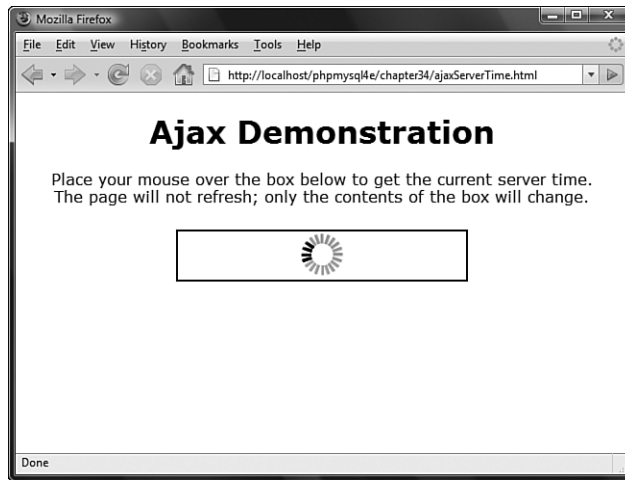 Mozilla Firefox
File Edit View History Bookmarks Tools Help
http://localhost/phpmysql4e/chapter34/ajaxServerTime.html
Ajax Demonstration
Place your mouse over the box below to get the current server time.
The page will not refresh; only the contents of the box will change.
Done